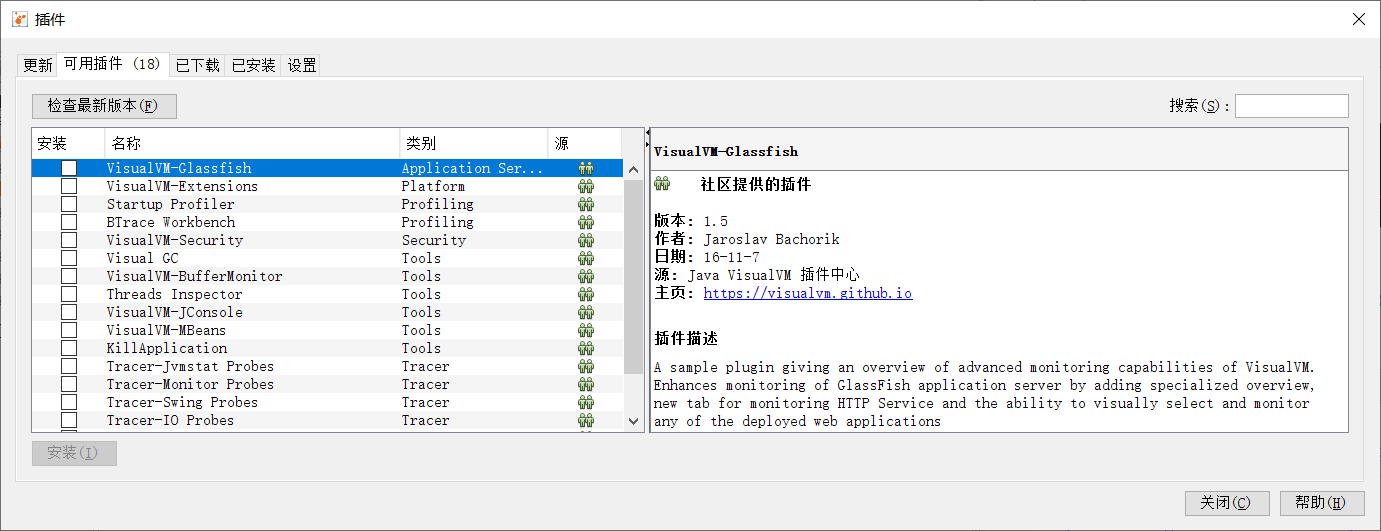 插件
更新 可用插件 (18) 已下载 已安装 设置
检查最新版本(F) 搜索(S):
安装 名称 类别 源
VisualVM-Glassfish Application Ser...
VisualVM-Extensions Platform
Startup Profiler Profiling
BTrace Workbench Profiling
VisualVM-Security Security
Visual GC Tools
VisualVM-BufferMonitor Tools
Threads Inspector Tools
VisualVM-JConsole Tools
VisualVM-MBeans Tools
KillApplication Tools
Tracer-Jvmstat Probes Tracer
Tracer-Monitor Probes Tracer
Tracer-Swing Probes Tracer
Tracer-IO Probes Tracer
VisualVM-Glassfish
社区提供的插件
版本: 1.5
作者: Jaroslav Bachorik
日期: 16-11-7
源: Java VisualVM 插件中心
主页: https://visualvm.github.io
插件描述
A sample plugin giving an overview of advanced monitoring capabilities of VisualVM.
Enhances monitoring of GlassFish application server by adding specialized overview,
new tab for monitoring HTTP Service and the ability to visually select and monitor
any of the deployed web applications
安装(I)
关闭(C) 帮助(H)